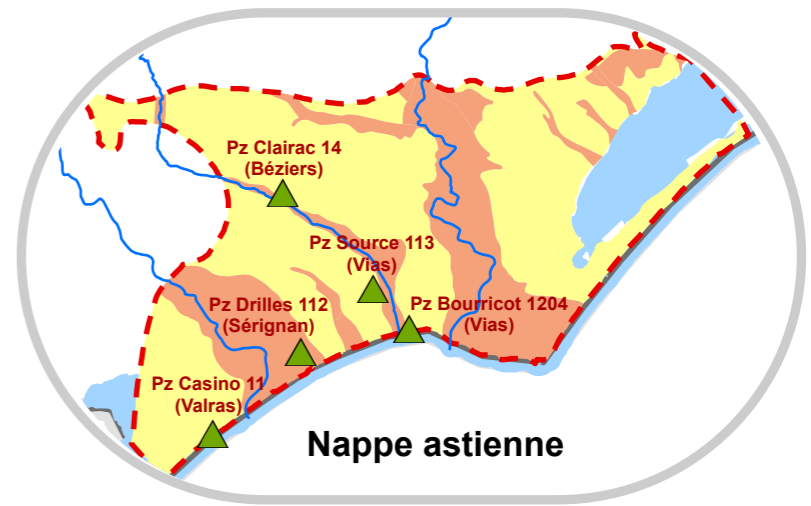 Pz Clairac 14
(Béziers)
Pz Source 113
(Vias)
Pz Drilles 112
(Sérignan)
Pz Bourricot 1204
(Vias)
Pz Casino 11
(Valras)
Nappe astienne